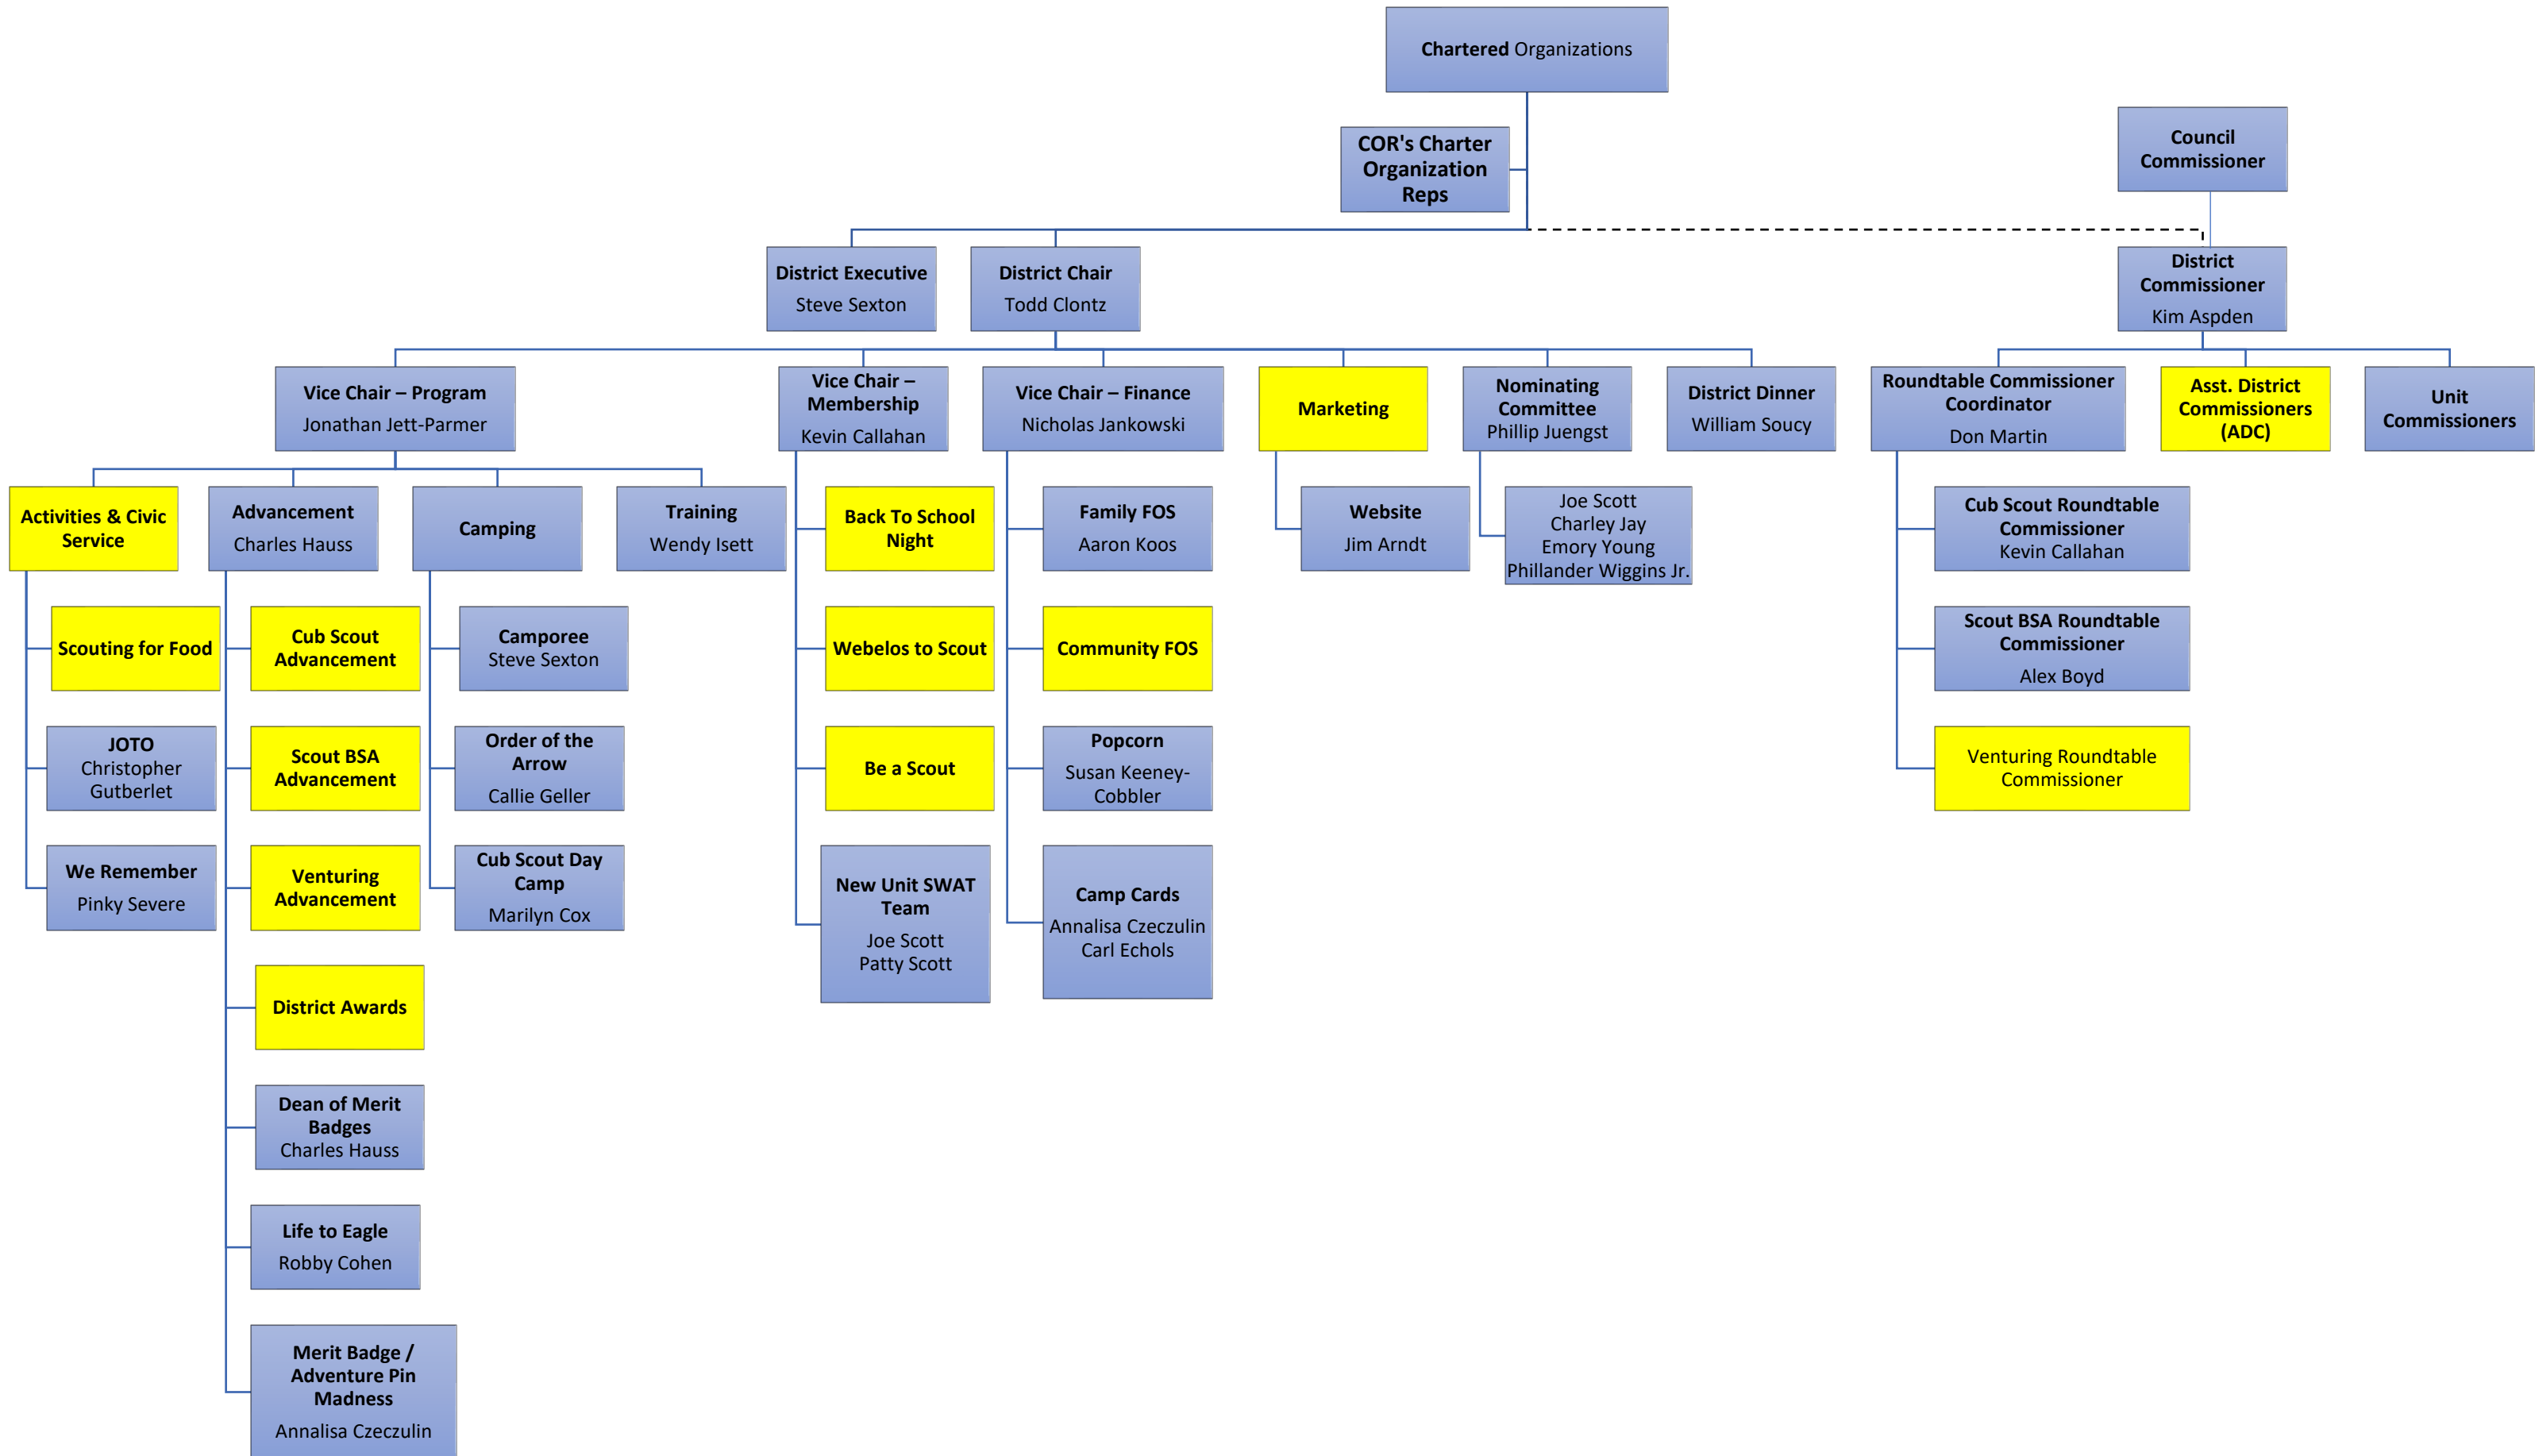 Chartered Organizations
COR's Charter
Organization
Reps
Council
Commissioner
District Executive
Steve Sexton
District Chair
Todd Clontz
District
Commissioner
Kim Aspden
Vice Chair – Program
Jonathan Jett-Parmer
Vice Chair –
Membership
Kevin Callahan
Vice Chair – Finance
Nicholas Jankowski
Marketing
Nominating
Committee
Phillip Juengst
District Dinner
William Soucy
Roundtable Commissioner
Coordinator
Don Martin
Asst. District
Commissioners
(ADC)
Unit
Commissioners
Activities & Civic
Service
Advancement
Charles Hauss
Camping
Training
Wendy Isett
Back To School
Night
Family FOS
Aaron Koos
Website
Jim Arndt
Joe Scott
Charley Jay
Emory Young
Phillander Wiggins Jr.
Cub Scout Roundtable
Commissioner
Kevin Callahan
Scouting for Food
Cub Scout
Advancement
Camporee
Steve Sexton
Webelos to Scout
Community FOS
Scout BSA Roundtable
Commissioner
Alex Boyd
JOTO
Christopher
Gutberlet
Scout BSA
Advancement
Order of the
Arrow
Callie Geller
Be a Scout
Popcorn
Susan Keeney-
Cobbler
Venturing Roundtable
Commissioner
We Remember
Pinky Severe
Venturing
Advancement
Cub Scout Day
Camp
Marilyn Cox
New Unit SWAT
Team
Joe Scott
Patty Scott
Camp Cards
Annalisa Czeczulin
Carl Echols
District Awards
Dean of Merit
Badges
Charles Hauss
Life to Eagle
Robby Cohen
Merit Badge /
Adventure Pin
Madness
Annalisa Czeczulin